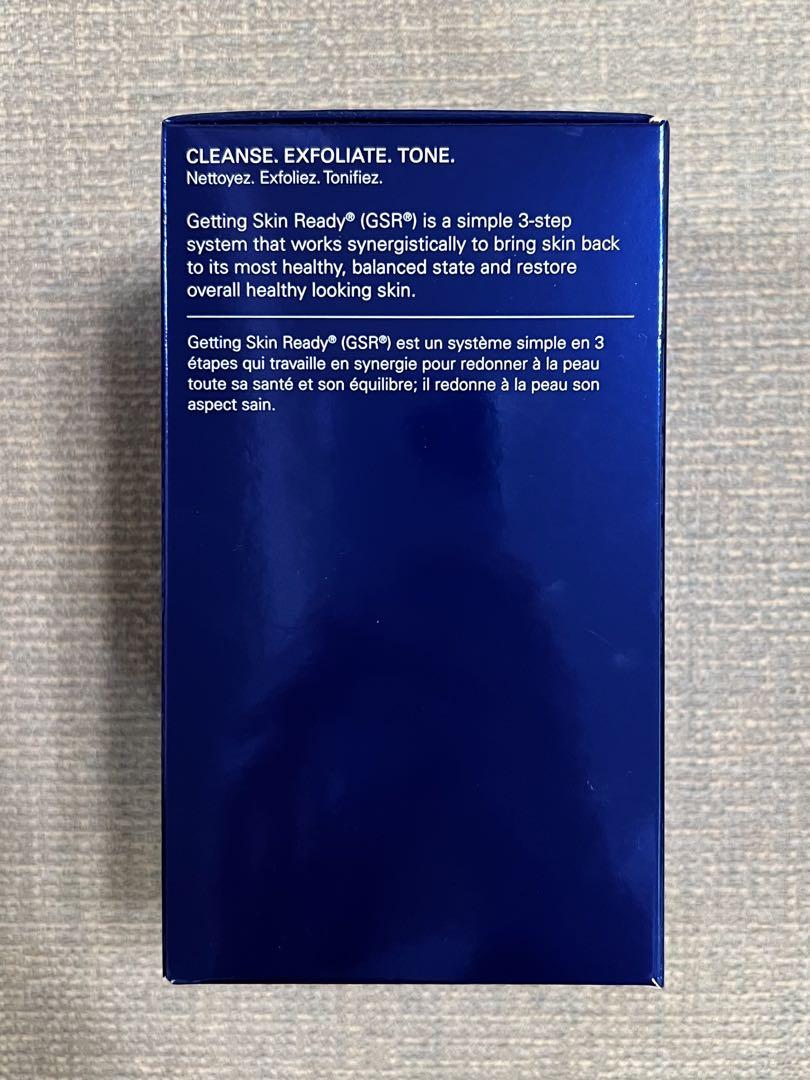 CLEANSE. EXFOLIATE. TONE.
Nettoyez. Exfoliez. Tonifiez.
Getting Skin Ready® (GSR®) is a simple 3-step
system that works synergistically to bring skin back
to its most healthy, balanced state and restore
overall healthy looking skin.
Getting Skin Ready® (GSR®) est un système simple en 3
étapes qui travaille en synergie pour redonner à la peau
toute sa santé et son équilibre; il redonne à la peau son
aspect sain.